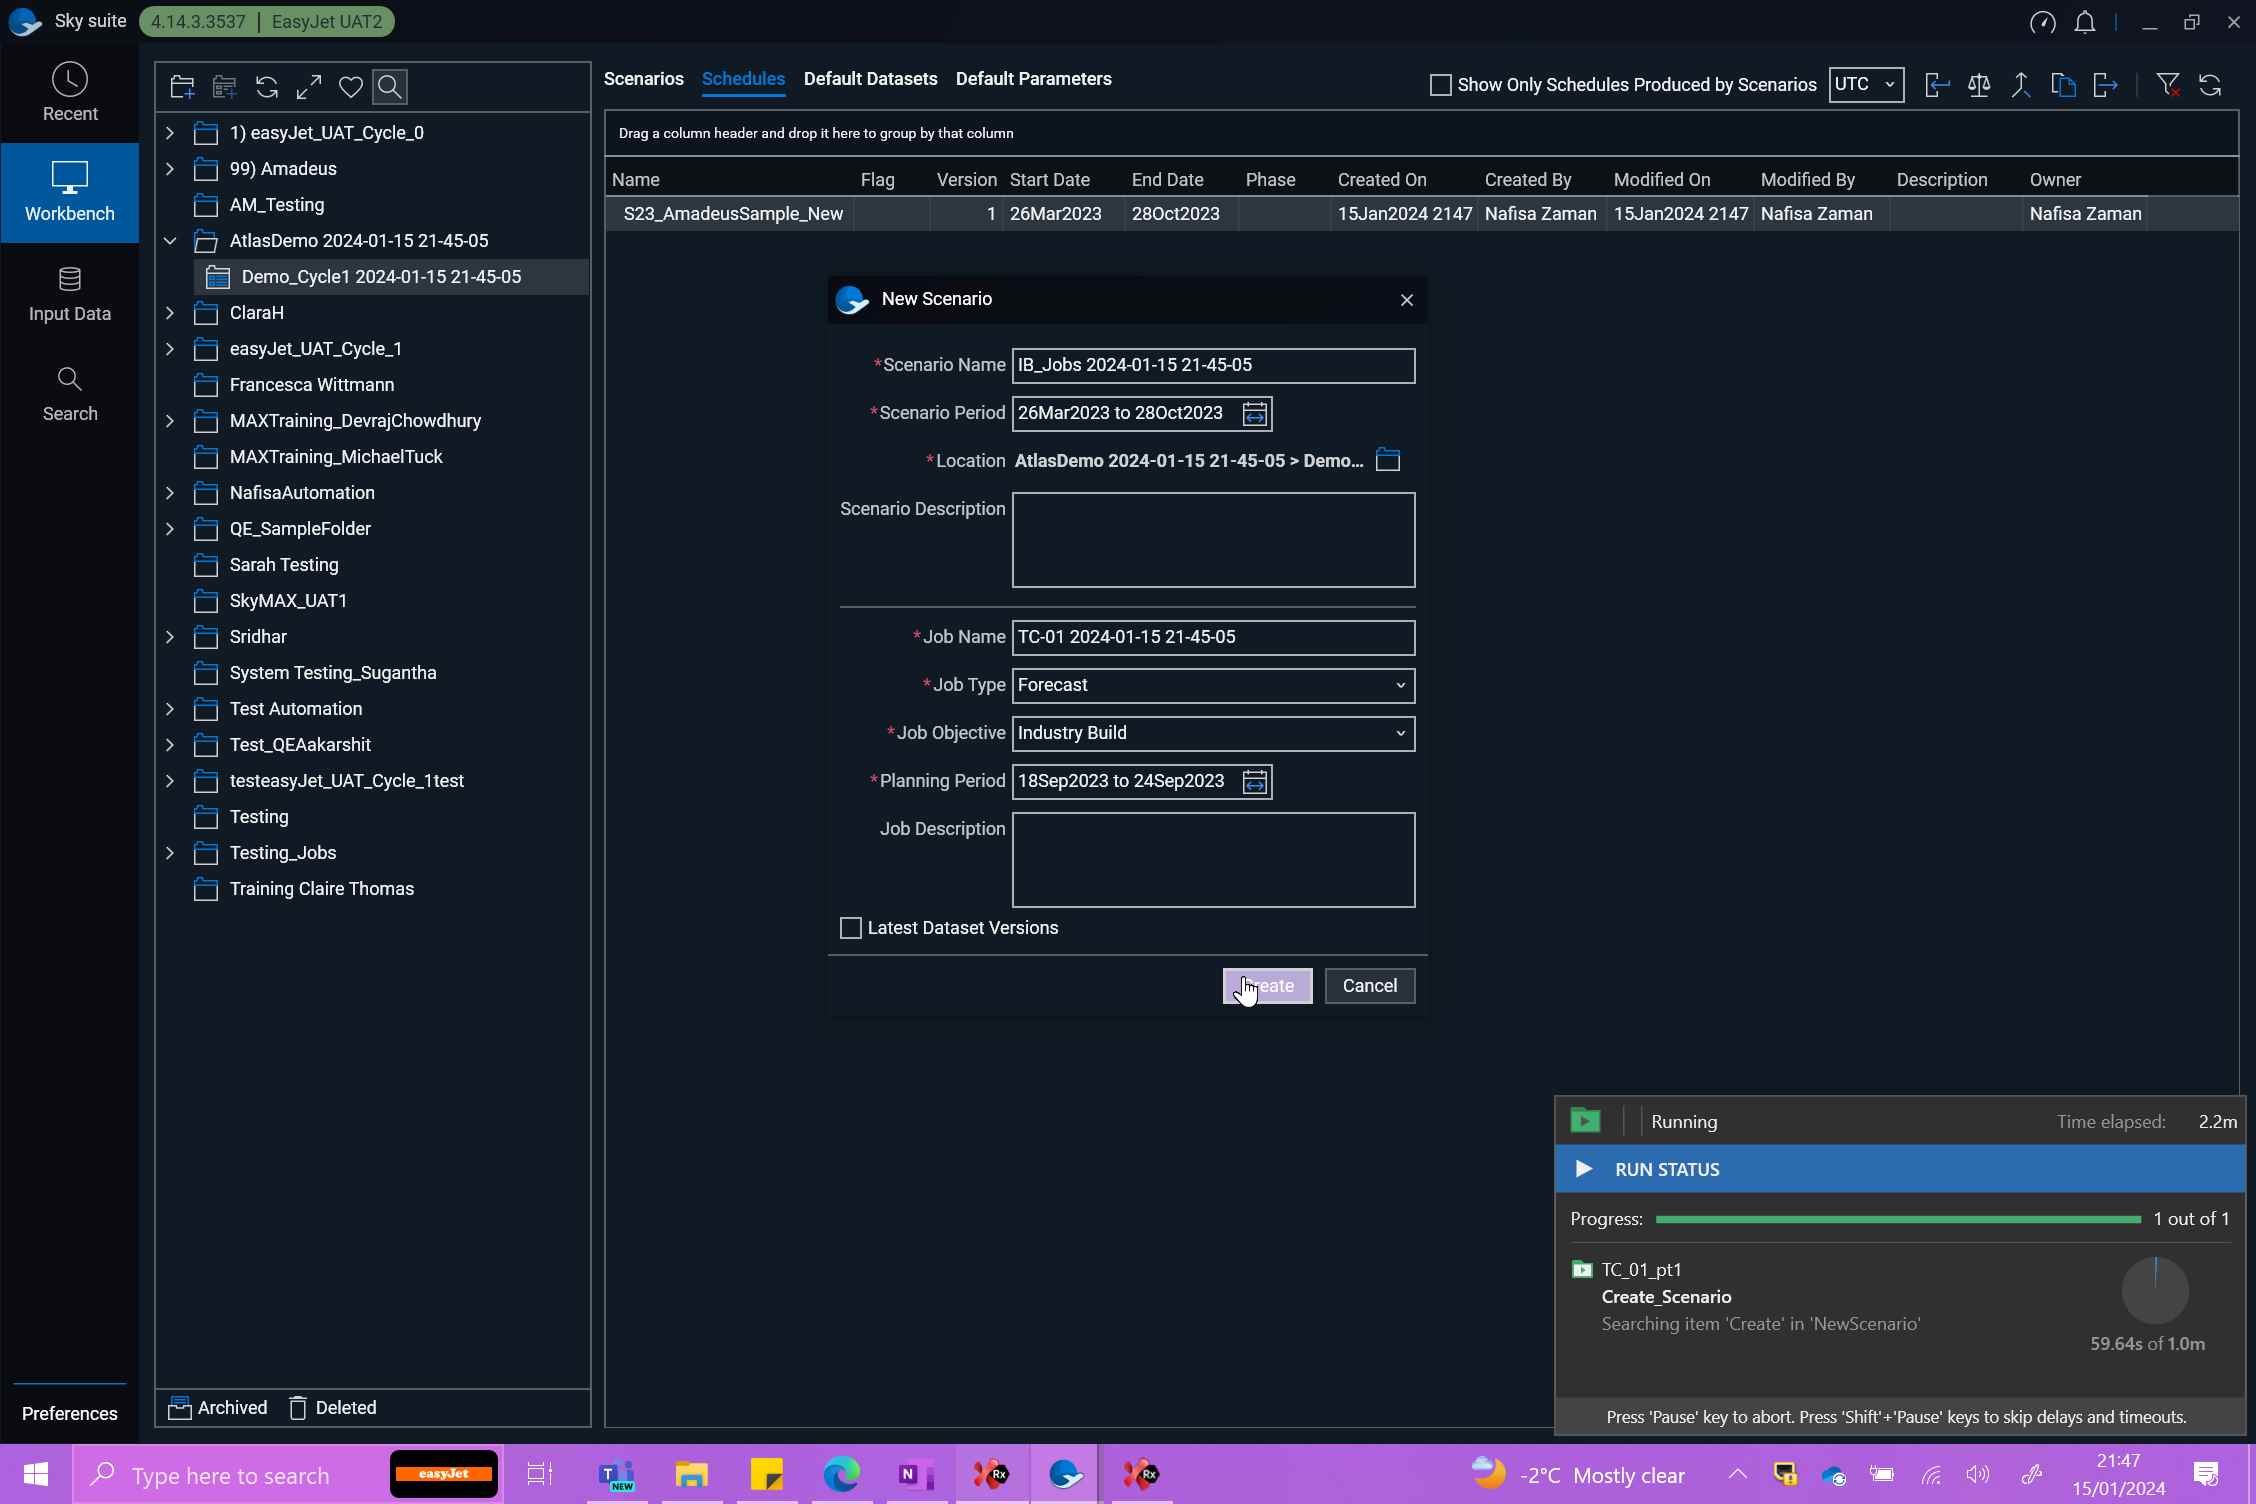 Sky suite
4.14.3.3537 | EasyJet UAT2
Recent
Workbench
Input Data
Search
Preferences
1) easyJet_UAT_Cycle_0
99) Amadeus
AM_Testing
AtlasDemo 2024-01-15 21-45-05
Demo_Cycle1 2024-01-15 21-45-05
ClaraH
easyJet_UAT_Cycle_1
Francesca Wittmann
MAXTraining_DevrajChowdhury
MAXTraining_MichaelTuck
NafisaAutomation
QE_SampleFolder
Sarah Testing
SkyMAX_UAT1
Sridhar
System Testing_Sugantha
Test Automation
Test_QEAakarshit
testeasyJet_UAT_Cycle_1test
Testing
Testing_Jobs
Training Claire Thomas
Archived Deleted
Scenarios Schedules Default Datasets Default Parameters
Show Only Schedules Produced by Scenarios UTC
Drag a column header and drop it here to group by that column
Name Flag Version Start Date End Date Phase Created On Created By Modified On Modified By Description Owner
S23_AmadeusSample_New 1 26Mar2023 28Oct2023 15Jan2024 2147 Nafisa Zaman 15Jan2024 2147 Nafisa Zaman Nafisa Zaman
New Scenario
*Scenario Name IB_Jobs 2024-01-15 21-45-05
*Scenario Period 26Mar2023 to 28Oct2023
*Location AtlasDemo 2024-01-15 21-45-05 > Demo...
Scenario Description
*Job Name TC-01 2024-01-15 21-45-05
*Job Type Forecast
*Job Objective Industry Build
*Planning Period 18Sep2023 to 24Sep2023
Job Description
Latest Dataset Versions
Create Cancel
Running Time elapsed: 2.2m
RUN STATUS
Progress: 1 out of 1
TC_01_pt1
Create_Scenario
Searching item 'Create' in 'NewScenario'
59.64s of 1.0m
Press 'Pause' key to abort. Press 'Shift'+'Pause' keys to skip delays and timeouts.
Type here to search
easyJet
T
NEW
N
Rx
Rx
-2°C Mostly clear
21:47
15/01/2024